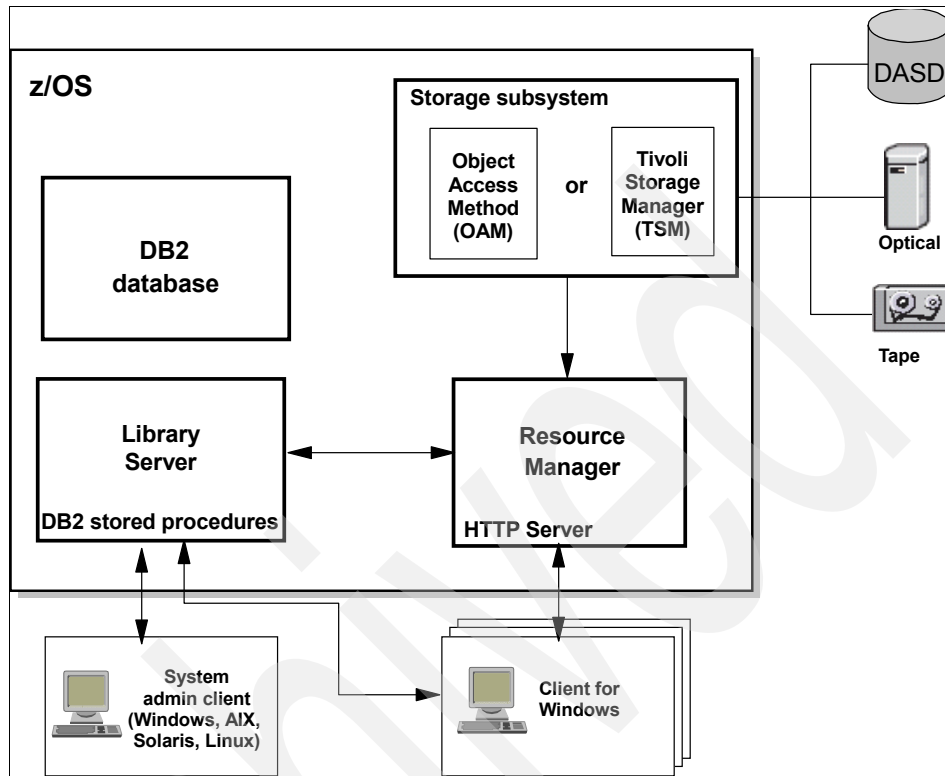 z/OS
Storage subsystem
Object
Access
Method
(OAM)
or
Tivoli
Storage
Manager
(TSM)
DASD
Optical
Tape
DB2
database
Library
Server
DB2 stored procedures
Resource
Manager
HTTP Server
System
admin client
(Windows, AIX,
Solaris, Linux)
Client for
Windows